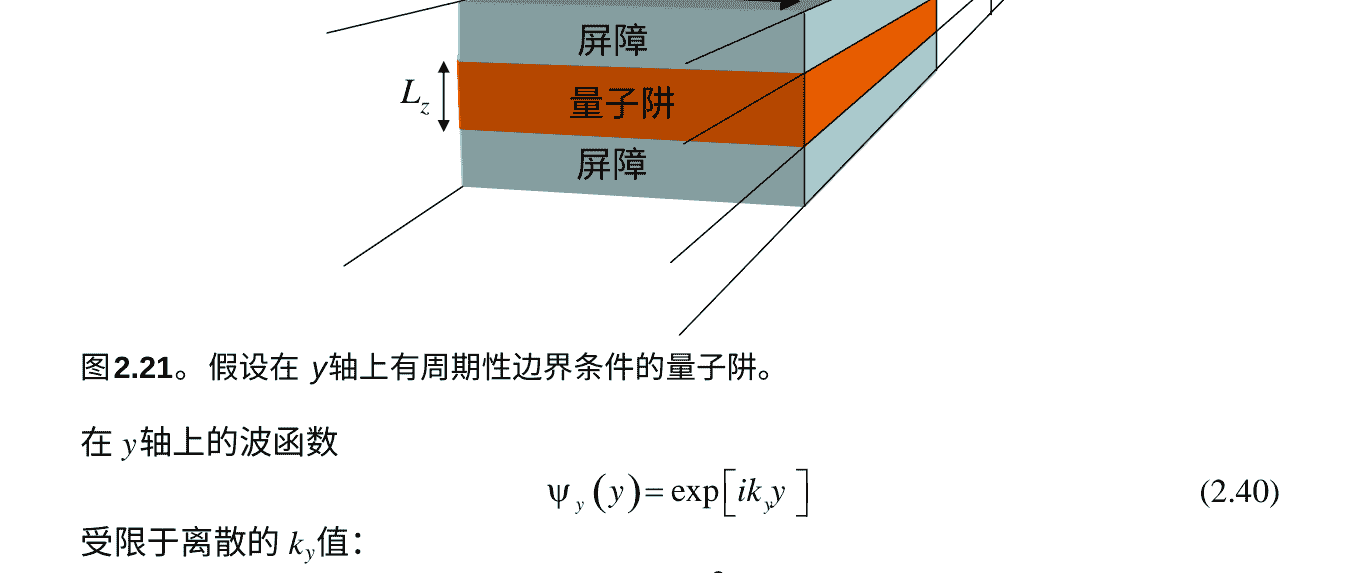 屏障
L_z
量子阱
屏障
图2.21。假设在 y轴上有周期性边界条件的量子阱。
在 y轴上的波函数
ψ_y(y)=exp[ik_y y] (2.40)
受限于离散的 k_y值：